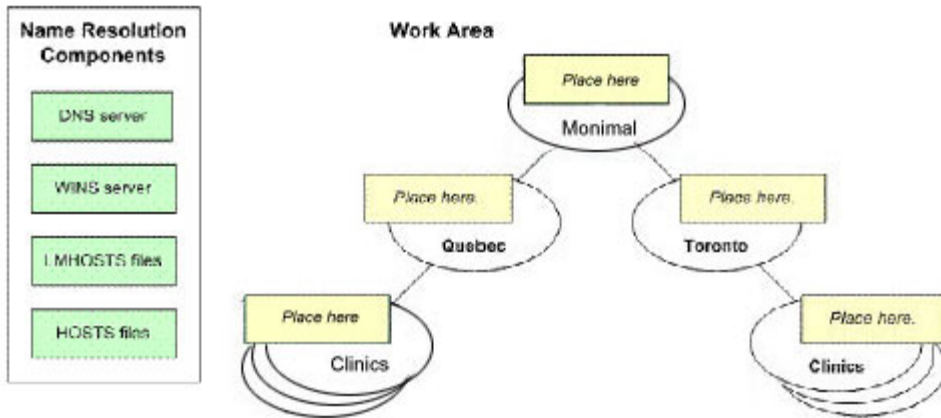 Name Resolution
Components
DNS server
WINS server
LMHOSTS files
HOSTS files
Work Area
Place here
Monimal
Place here.
Quebec
Place here.
Toronto
Place here
Clinics
Place here.
Clinics